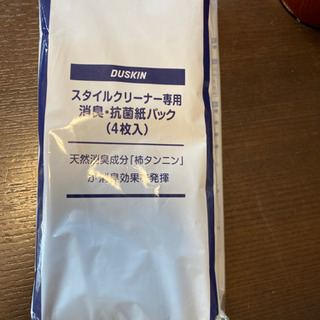 DUSKIN
スタイルクリーナー専用
消臭・抗菌紙パック
(4枚入)
天然消臭成分「柿タンニン」
が消臭効果を発揮